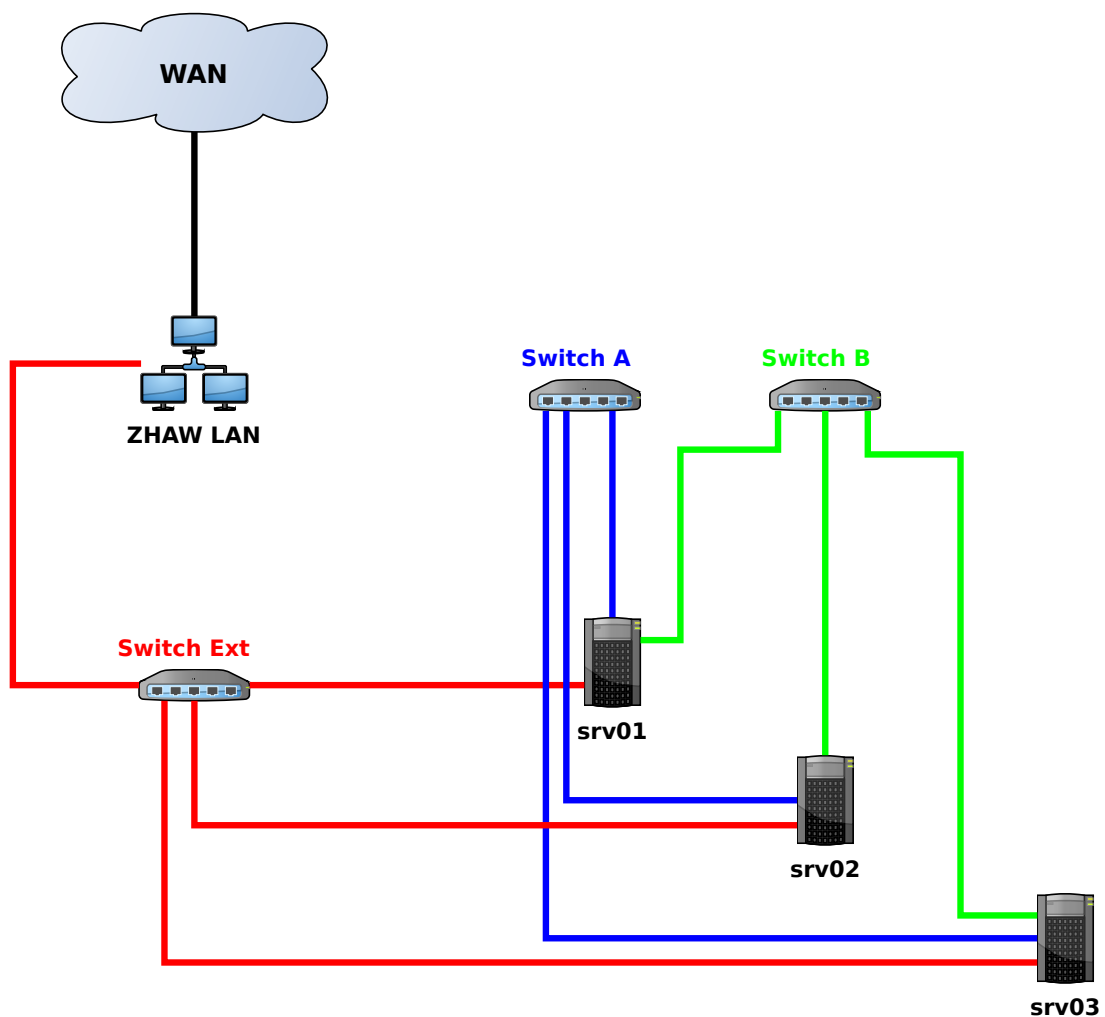 WAN
Switch A
Switch B
ZHAW LAN
Switch Ext
srv01
srv02
srv03